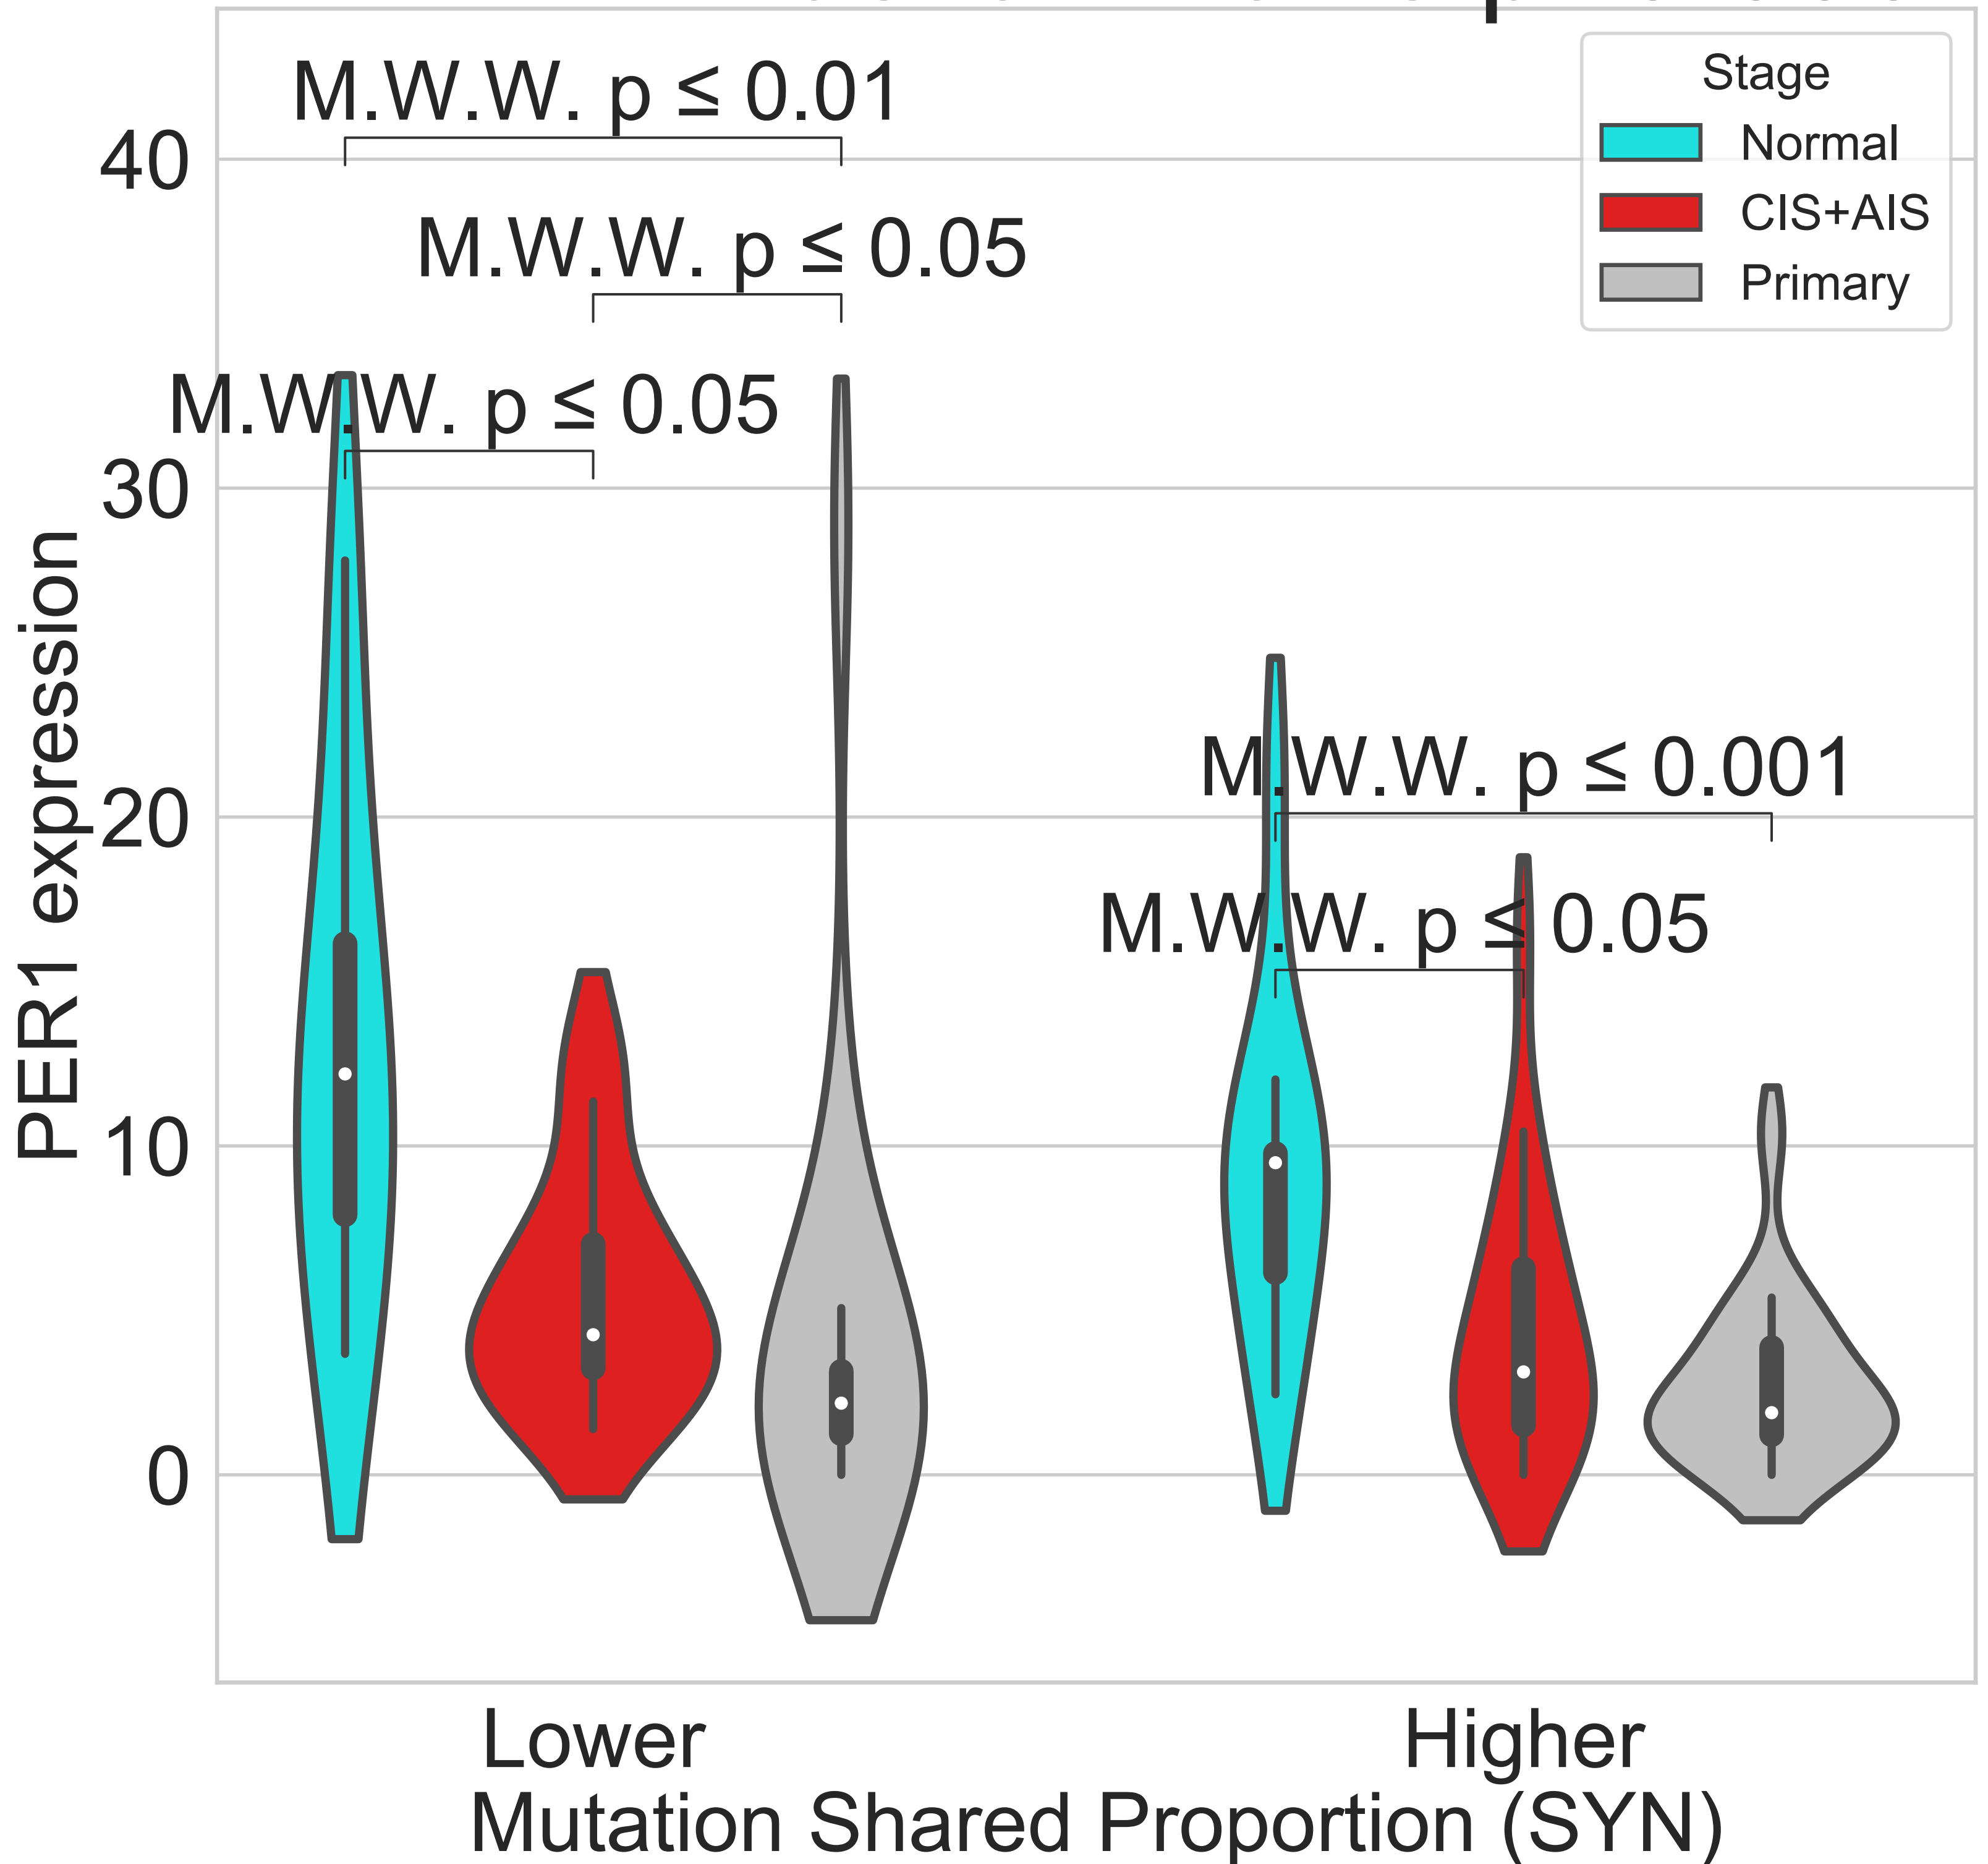 Stage
Normal
CIS+AIS
Primary
M.W.W. p ≤ 0.01
M.W.W. p ≤ 0.05
M.W.W. p ≤ 0.05
M.W.W. p ≤ 0.001
M.W.W. p ≤ 0.05
40
30
20
10
0
PER1 expression
Lower
Higher
Mutation Shared Proportion (SYN)